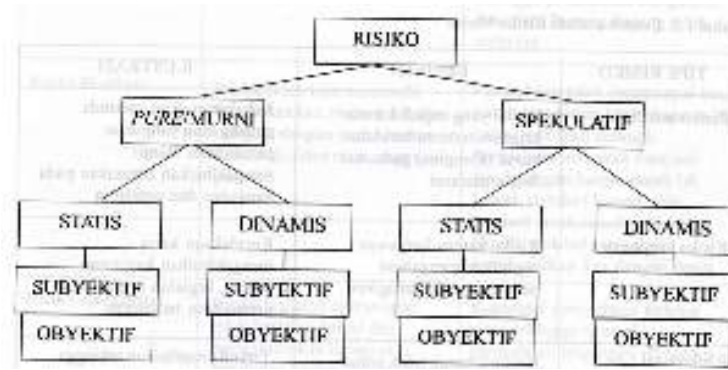 RISIKO
PURE/MURNI
SPEKULATIF
STATIS
DINAMIS
STATIS
DINAMIS
SUBYEKTIF
SUBYEKTIF
SUBYEKTIF
SUBYEKTIF
OBYEKTIF
OBYEKTIF
OBYEKTIF
OBYEKTIF